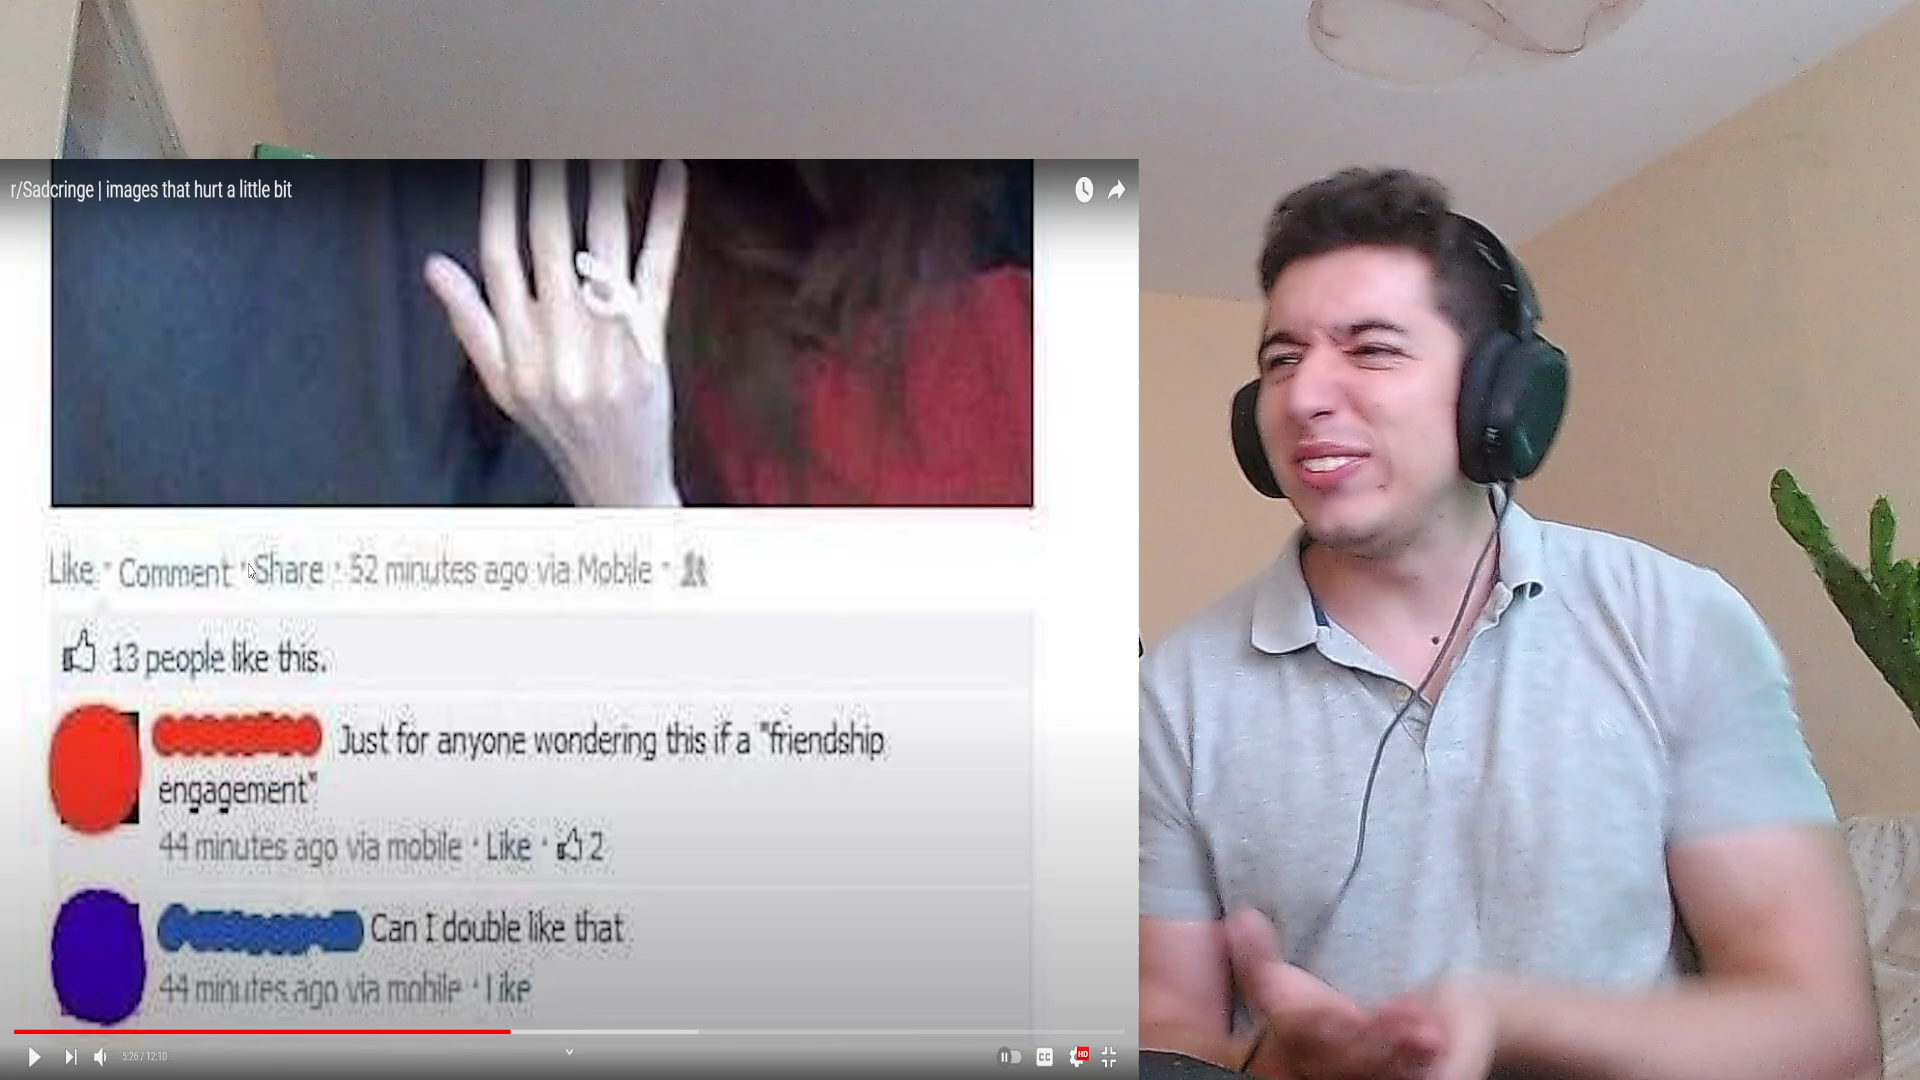 r/Sadcringe | images that hurt a little bit
Like · Comment · Share · 52 minutes ago via Mobile ·
13 people like this.
Just for anyone wondering this if a "friendship
engagement"
44 minutes ago via mobile · Like · 2
Can I double like that
44 minutes ago via mobile · Like
5:26 / 12:10
CC
HD